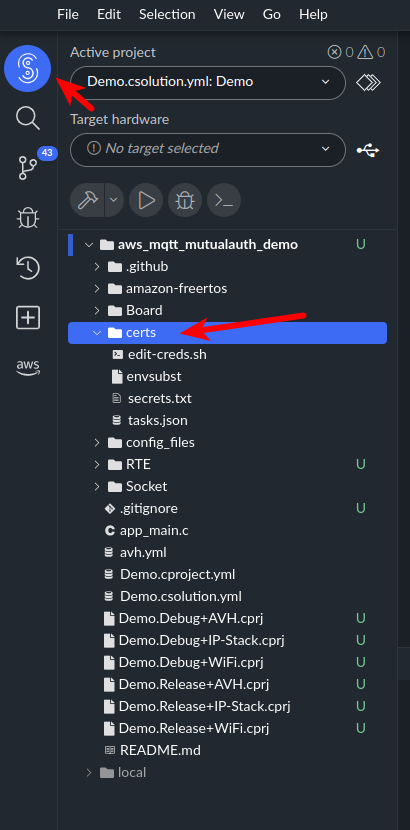 File Edit Selection View Go Help
Active project 0 0
Demo.csolution.yml: Demo
Target hardware
No target selected
43
aws_mqtt_mutualauth_demo U
.github
amazon-freertos
Board
certs
edit-creds.sh
aws
envsubst
secrets.txt
tasks.json
config_files
RTE U
Socket
.gitignore U
app_main.c
avh.yml
Demo.cproject.yml
Demo.csolution.yml
Demo.Debug+AVH.cprj U
Demo.Debug+IP-Stack.cprj U
Demo.Debug+WiFi.cprj U
Demo.Release+AVH.cprj U
Demo.Release+IP-Stack.cprj U
Demo.Release+WiFi.cprj U
README.md
local